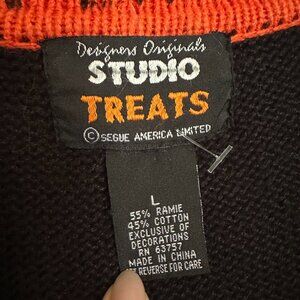 Designers Originals
STUDIO
TREATS
© SEGUE AMERICA LIMITED
L
55% RAMIE
45% COTTON
EXCLUSIVE OF
DECORATIONS
RN 63757
MADE IN CHINA
REVERSE FOR CARE